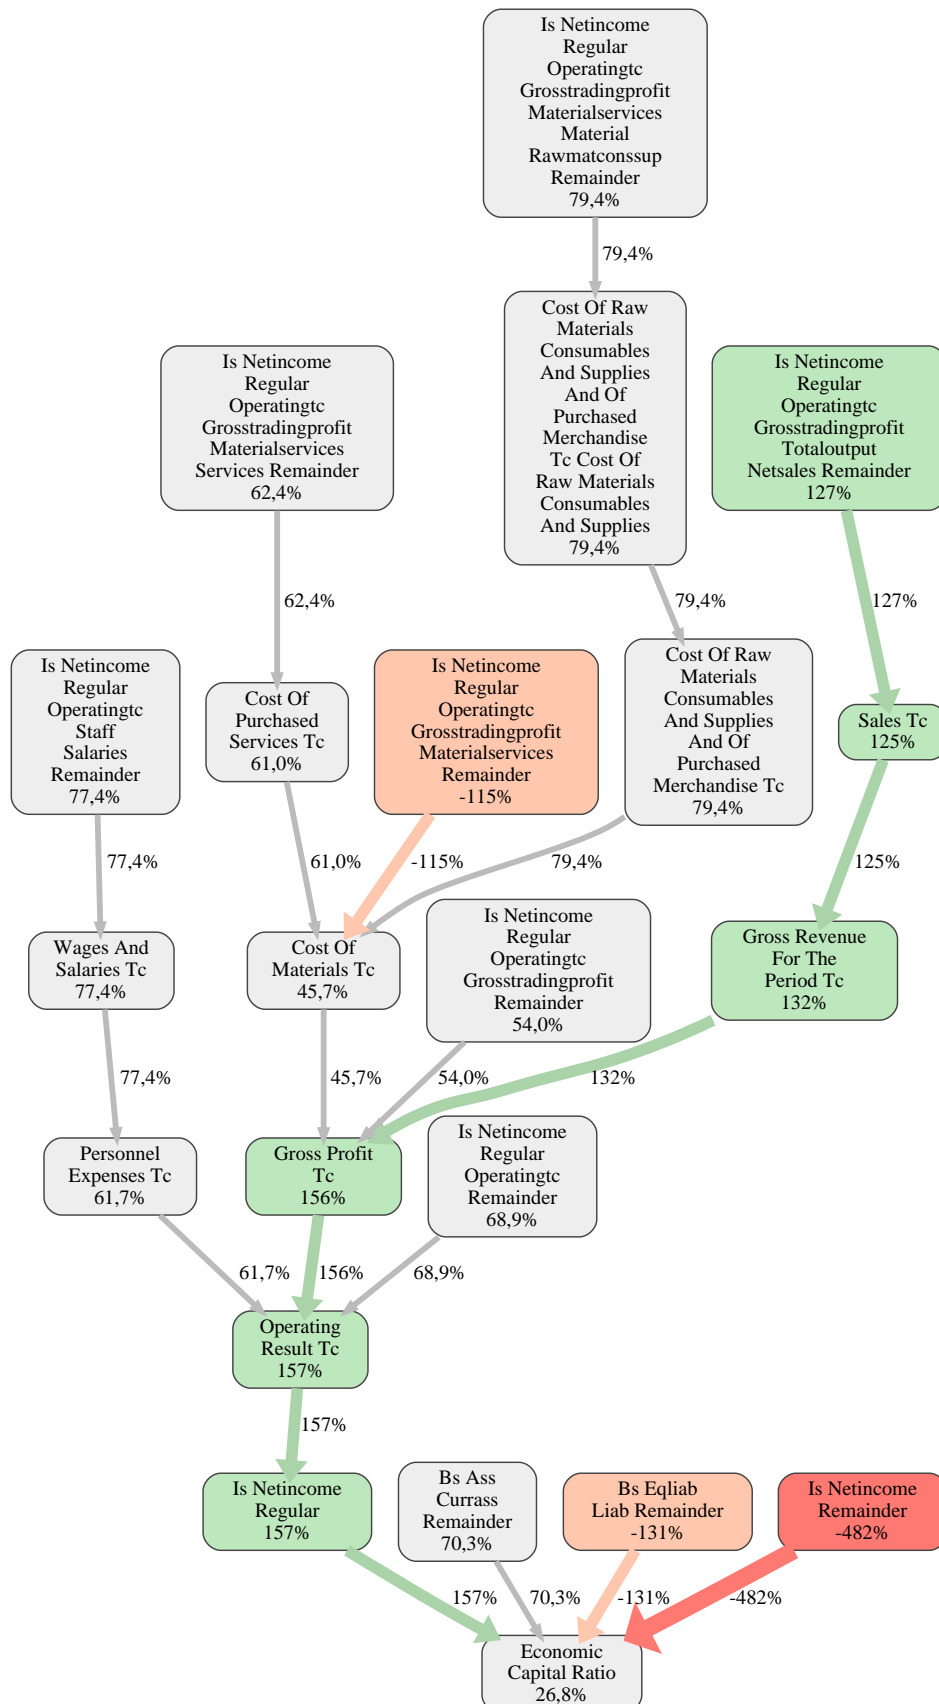 Is Netincome
Regular
Operatingtc
Grosstradingprofit
Materialservices
Material
Rawmatconssup
Remainder
79,4%
79,4%
Cost Of Raw
Materials
Consumables
And Supplies
And Of
Purchased
Merchandise
Tc Cost Of
Raw Materials
Consumables
And Supplies
79,4%
Is Netincome
Regular
Operatingtc
Grosstradingprofit
Materialservices
Services Remainder
62,4%
Is Netincome
Regular
Operatingtc
Grosstradingprofit
Totaloutput
Netsales Remainder
127%
62,4%
79,4%
127%
Is Netincome
Regular
Operatingtc
Staff
Salaries
Remainder
77,4%
Cost Of
Purchased
Services Tc
61,0%
Is Netincome
Regular
Operatingtc
Grosstradingprofit
Materialservices
Remainder
-115%
Cost Of Raw
Materials
Consumables
And Supplies
And Of
Purchased
Merchandise Tc
79,4%
Sales Tc
125%
77,4%
61,0%
-115%
79,4%
125%
Wages And
Salaries Tc
77,4%
Cost Of
Materials Tc
45,7%
Is Netincome
Regular
Operatingtc
Grosstradingprofit
Remainder
54,0%
Gross Revenue
For The
Period Tc
132%
77,4%
45,7%
54,0%
132%
Personnel
Expenses Tc
61,7%
Gross Profit
Tc
156%
Is Netincome
Regular
Operatingtc
Remainder
68,9%
61,7%
156%
68,9%
Operating
Result Tc
157%
157%
Is Netincome
Regular
157%
Bs Ass
Currass
Remainder
70,3%
Bs Eqliab
Liab Remainder
-131%
Is Netincome
Remainder
-482%
157%
70,3%
-131%
-482%
Economic
Capital Ratio
26,8%